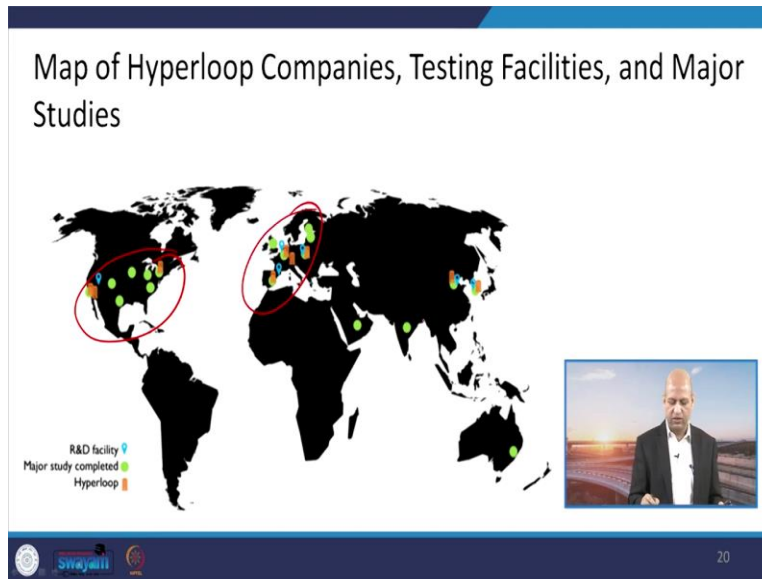 Map of Hyperloop Companies, Testing Facilities, and Major
Studies
R&D facility
Major study completed
Hyperloop
swayam
20